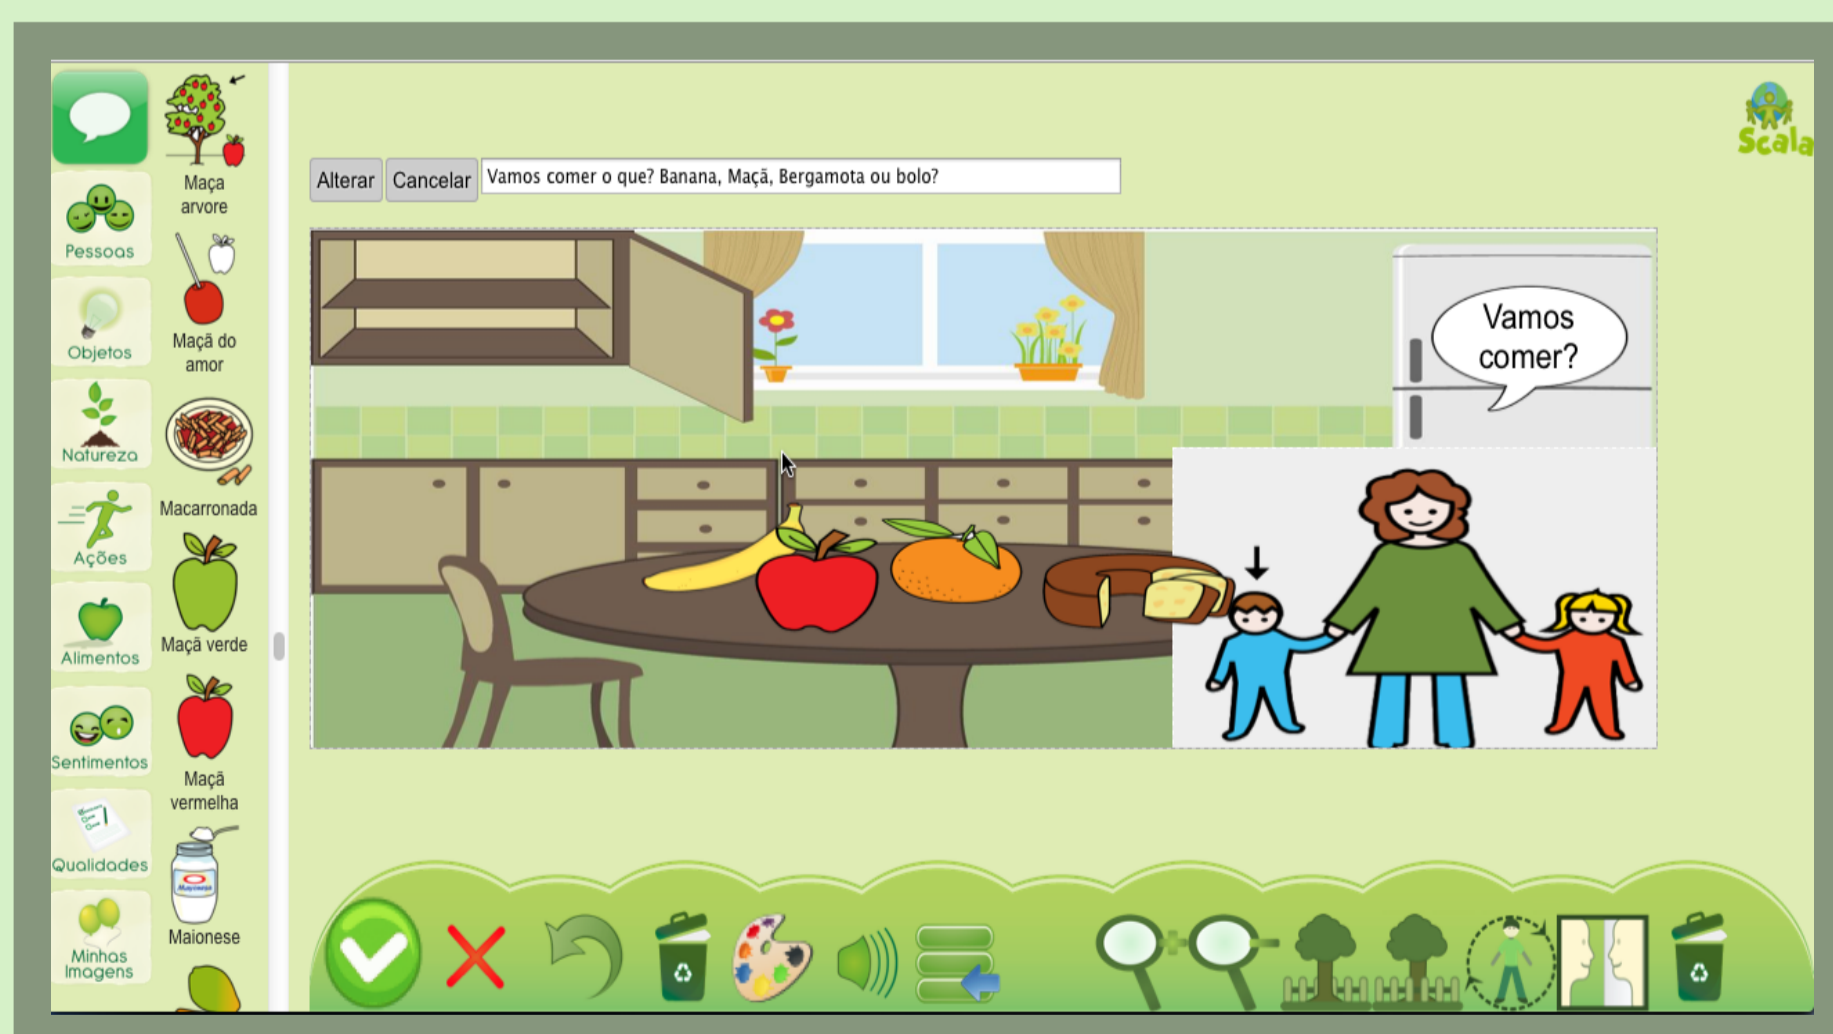 Pessoas
Objetos
Natureza
Ações
Alimentos
Sentimentos
Qualidades
Minhas
Imagens
Maça
arvore
Maçã do
amor
Macarronada
Maçã verde
Maçã
vermelha
Maionese
Alterar Cancelar Vamos comer o que? Banana, Maçã, Bergamota ou bolo?
Scala
Vamos
comer?